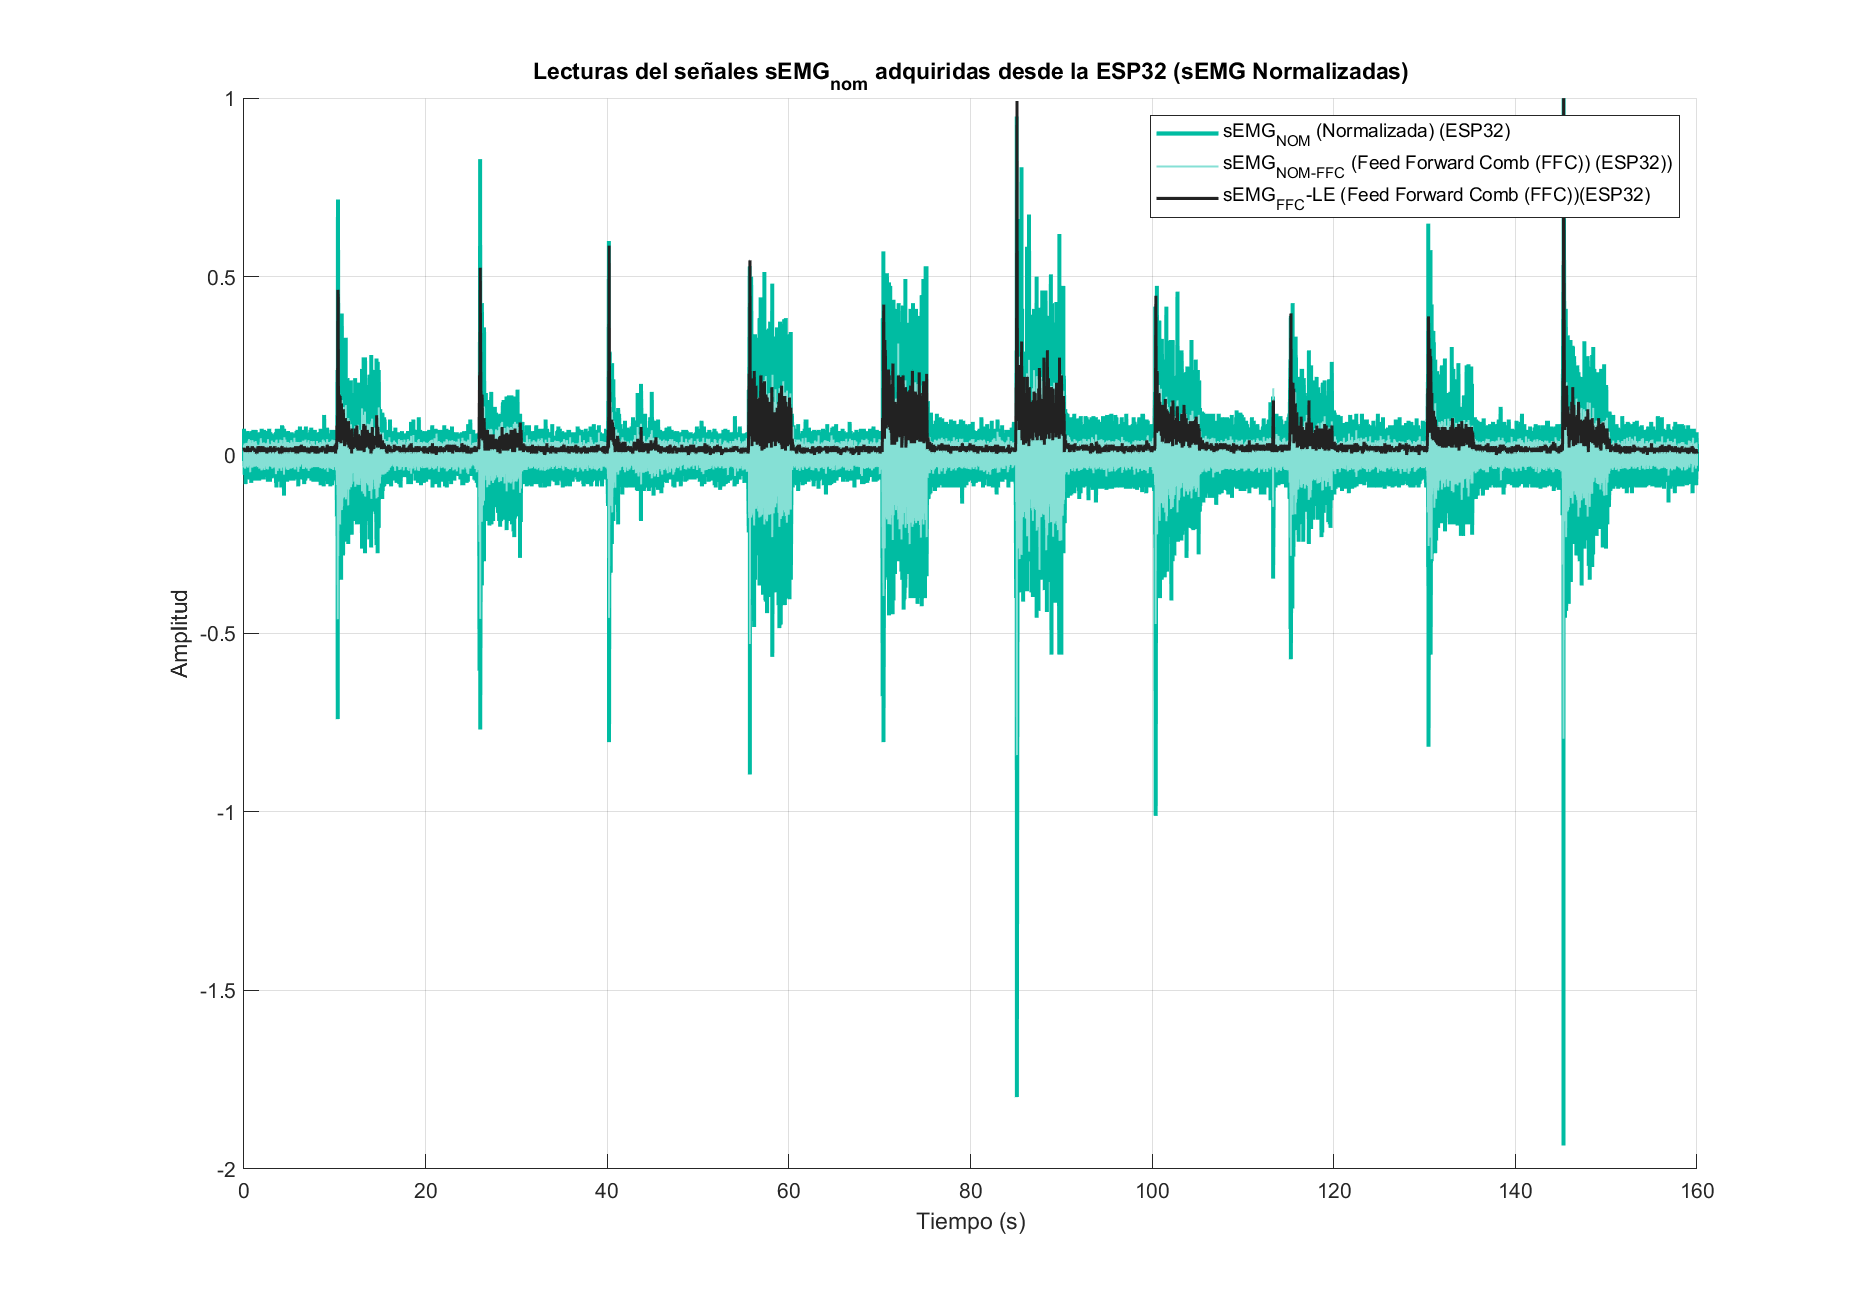 Lecturas del señales sEMGnom adquiridas desde la ESP32 (sEMG Normalizadas)
sEMGNOM (Normalizada) (ESP32)
sEMGNOM-FFC (Feed Forward Comb (FFC)) (ESP32))
sEMGFFC-LE (Feed Forward Comb (FFC))(ESP32)
1
0.5
0
-0.5
-1
-1.5
-2
Amplitud
0 20 40 60 80 100 120 140 160
Tiempo (s)